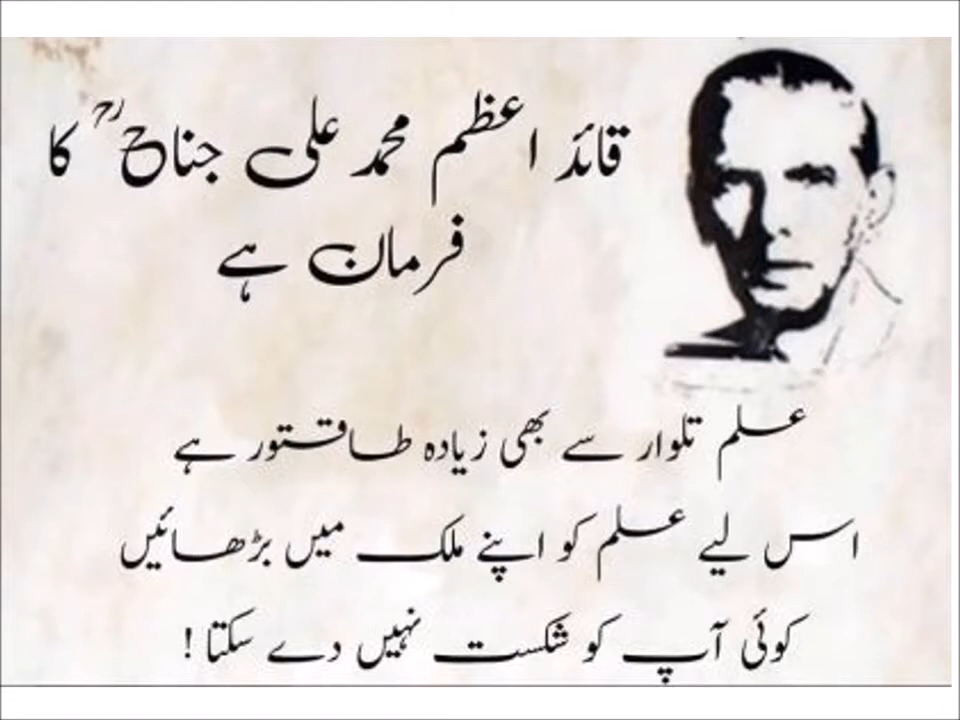 قائد اعظم محمد علی جناحؒ کا
فرمان ہے
علم تلوار سے بھی زیادہ طاقتور ہے
اس لیے علم کو اپنے ملک میں بڑھائیں
کوئی آپ کو شکست نہیں دے سکتا!